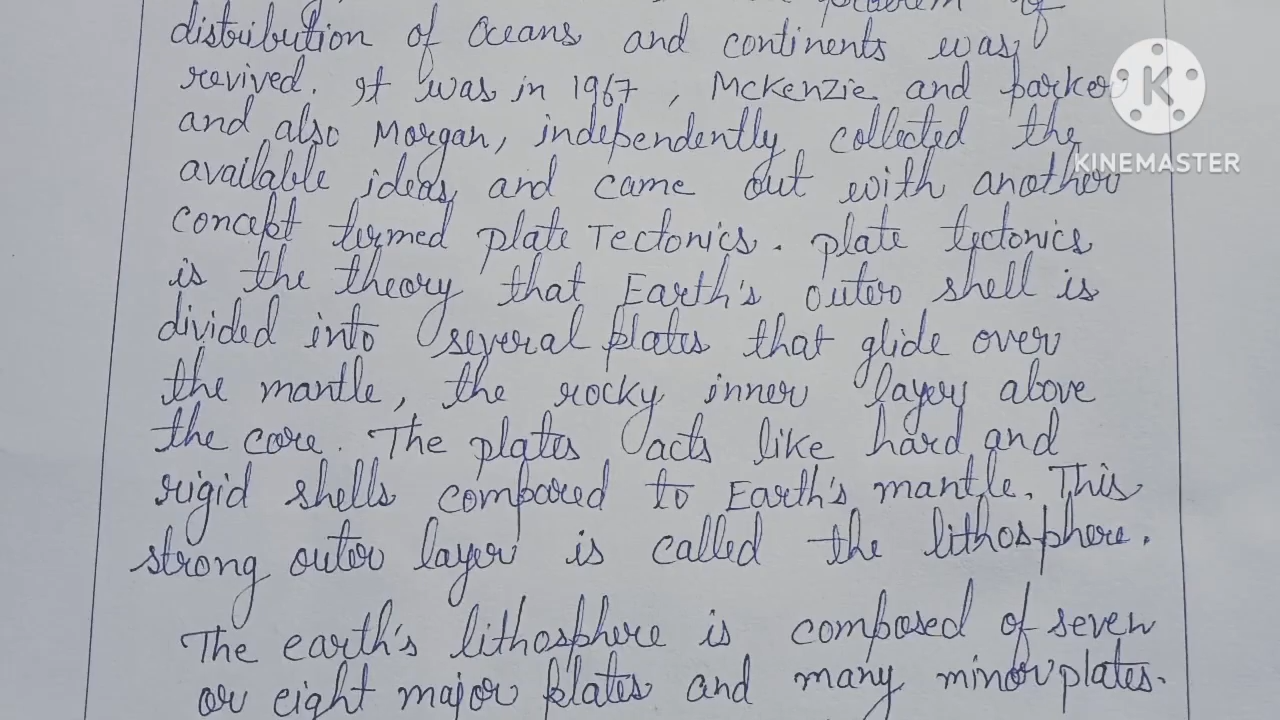 problem of
distribution of Oceans and continents was
revived. It was in 1967, McKenzie and parker
and also Morgan, independently collected the
available ideas and came out with another
concept termed plate Tectonics. plate tectonics
is the theory that Earth's outer shell is
divided into several plates that glide over
the mantle, the rocky inner layer above
the core. The plates acts like hard and
rigid shells compared to Earth's mantle. This
strong outer layer is called the lithosphere.
The earth's lithosphere is composed of seven
or eight major plates and many minor plates.
K
KINEMASTER